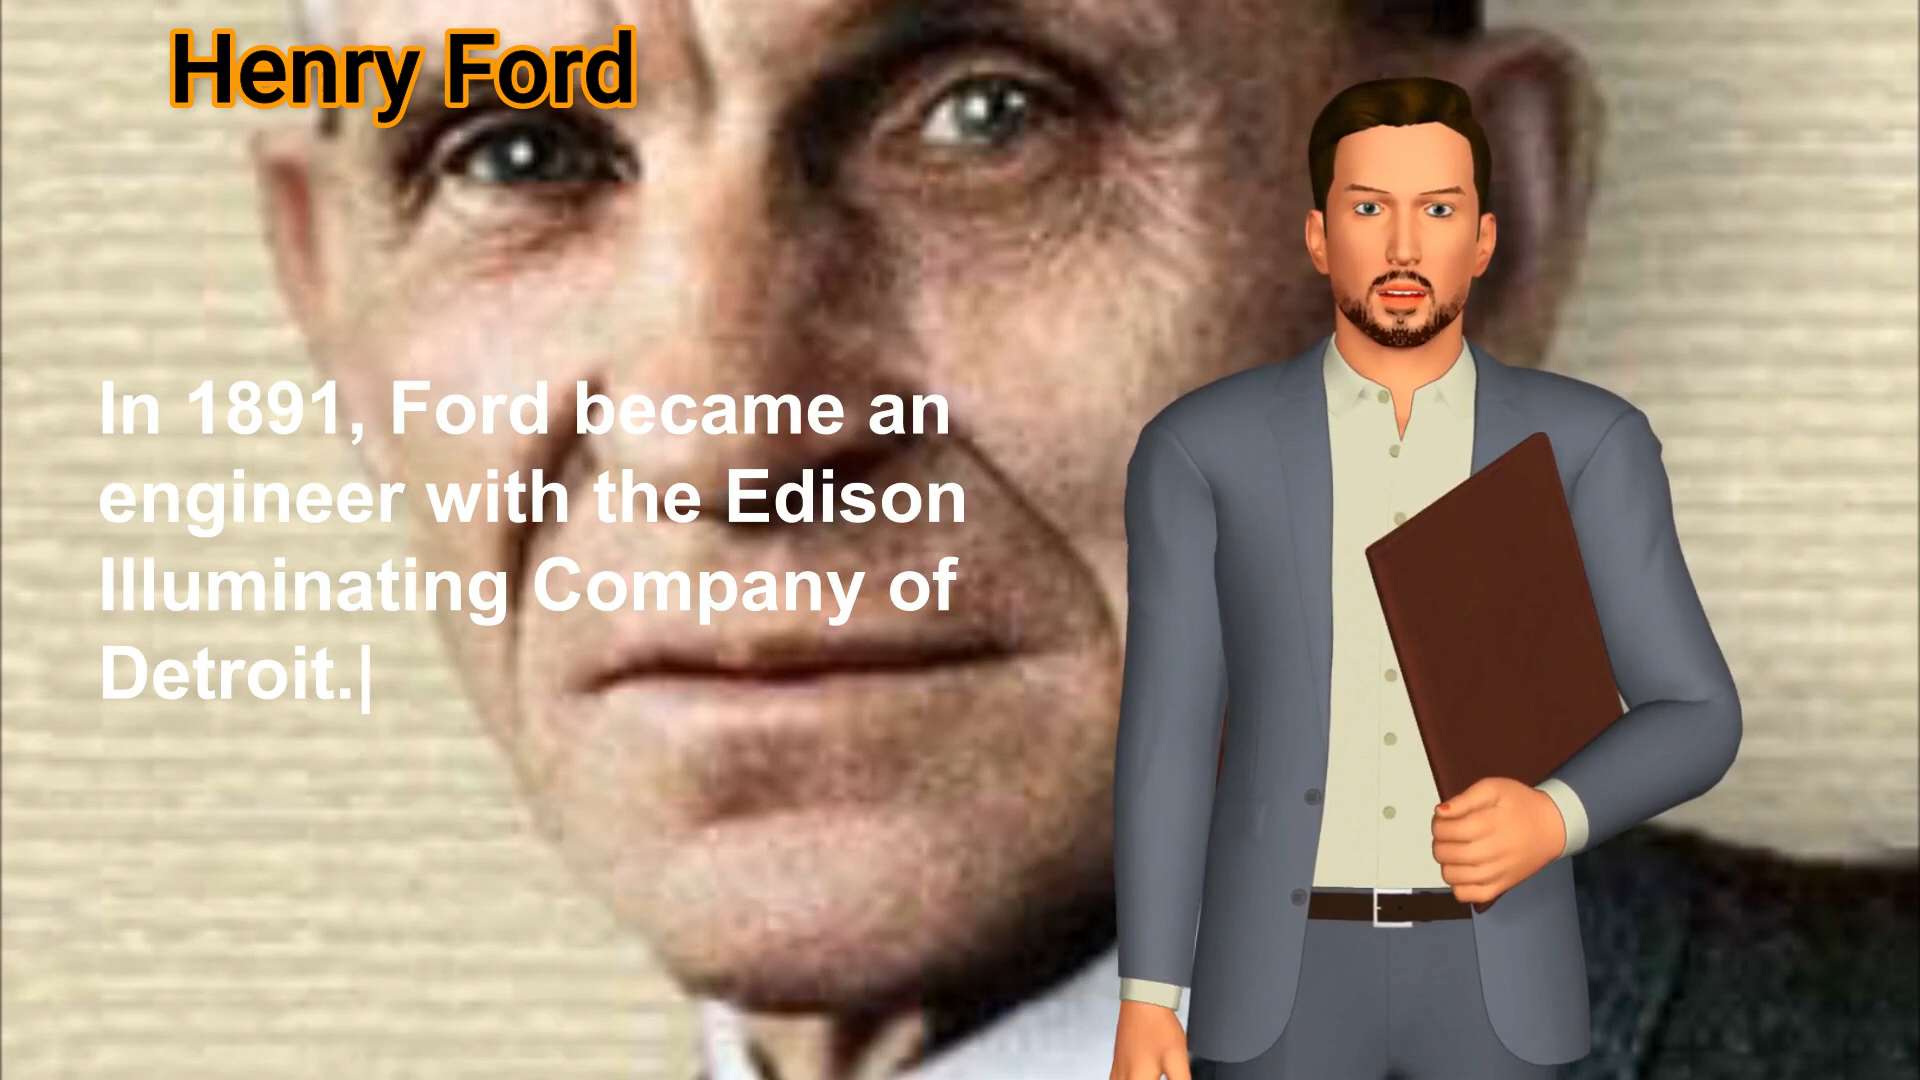 Henry Ford
In 1891, Ford became an
engineer with the Edison
Illuminating Company of
Detroit.|